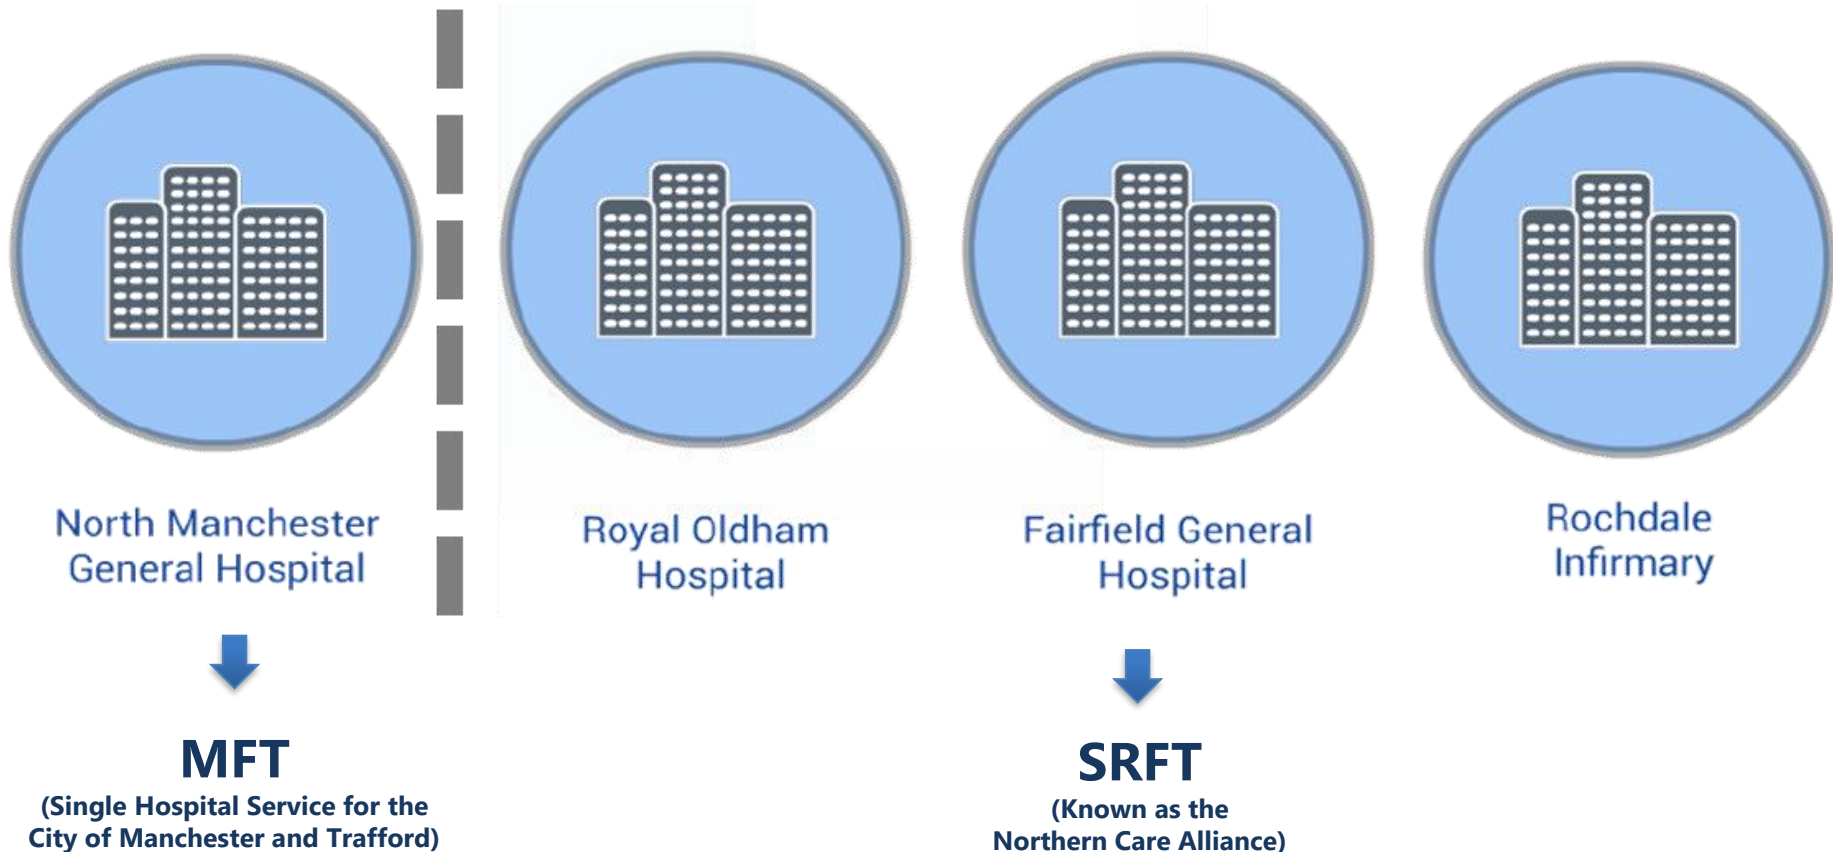 North Manchester
General Hospital
Royal Oldham
Hospital
Fairfield General
Hospital
Rochdale
Infirmary
MFT
(Single Hospital Service for the
City of Manchester and Trafford)
SRFT
(Known as the
Northern Care Alliance)